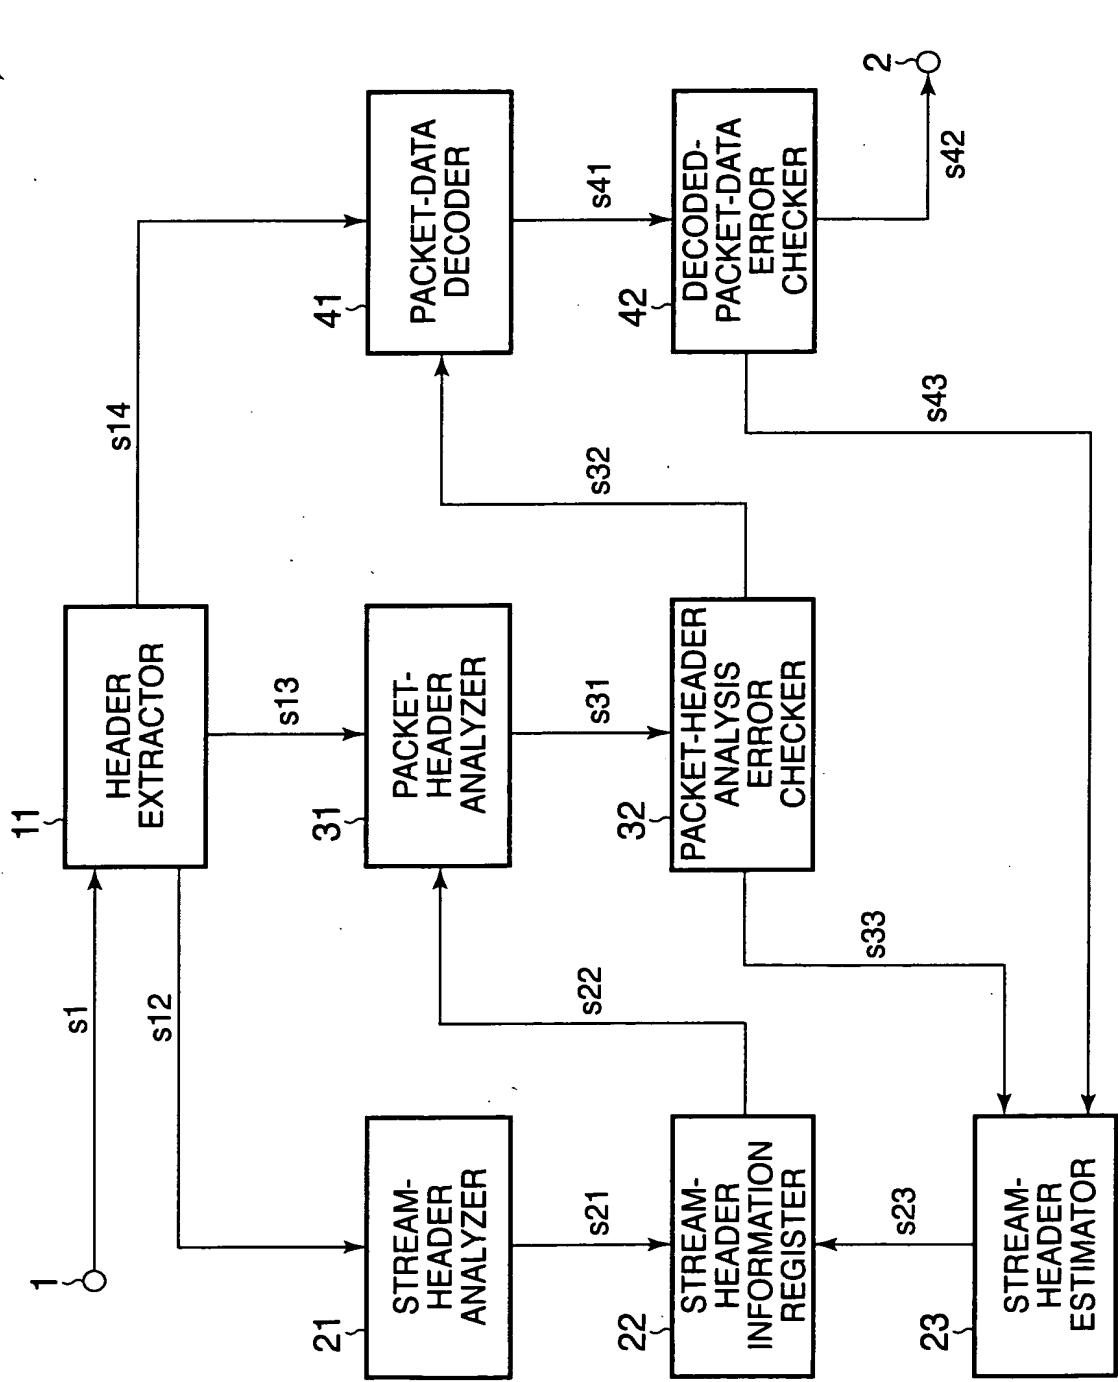 1
s1
11
HEADER
EXTRACTOR
s12
s13
s14
21
STREAM-
HEADER
ANALYZER
31
PACKET-
HEADER
ANALYZER
41
PACKET-DATA
DECODER
s21
s22
s31
s32
s41
22
STREAM-
HEADER
INFORMATION
REGISTER
32
PACKET-HEADER
ANALYSIS
ERROR
CHECKER
42
DECODED-
PACKET-DATA
ERROR
CHECKER
2
s42
s23
s33
s43
23
STREAM-
HEADER
ESTIMATOR